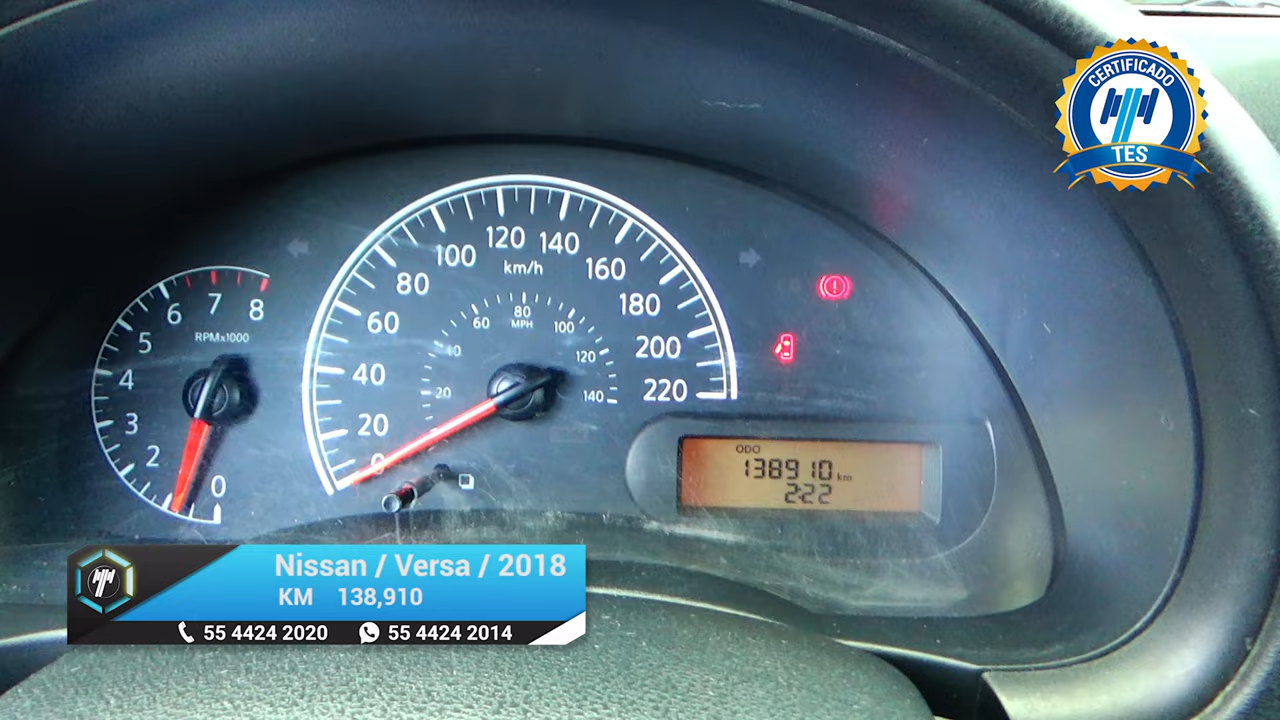 CERTIFICADO
TES
0
2
3
4
5
6
7
8
RPMx1000
0
20
40
60
80
100
120
140
160
180
200
220
km/h
20
40
60
80
100
120
140
MPH
ODO
138910 km
2:22
Nissan / Versa / 2018
KM 138,910
55 4424 2020 55 4424 2014